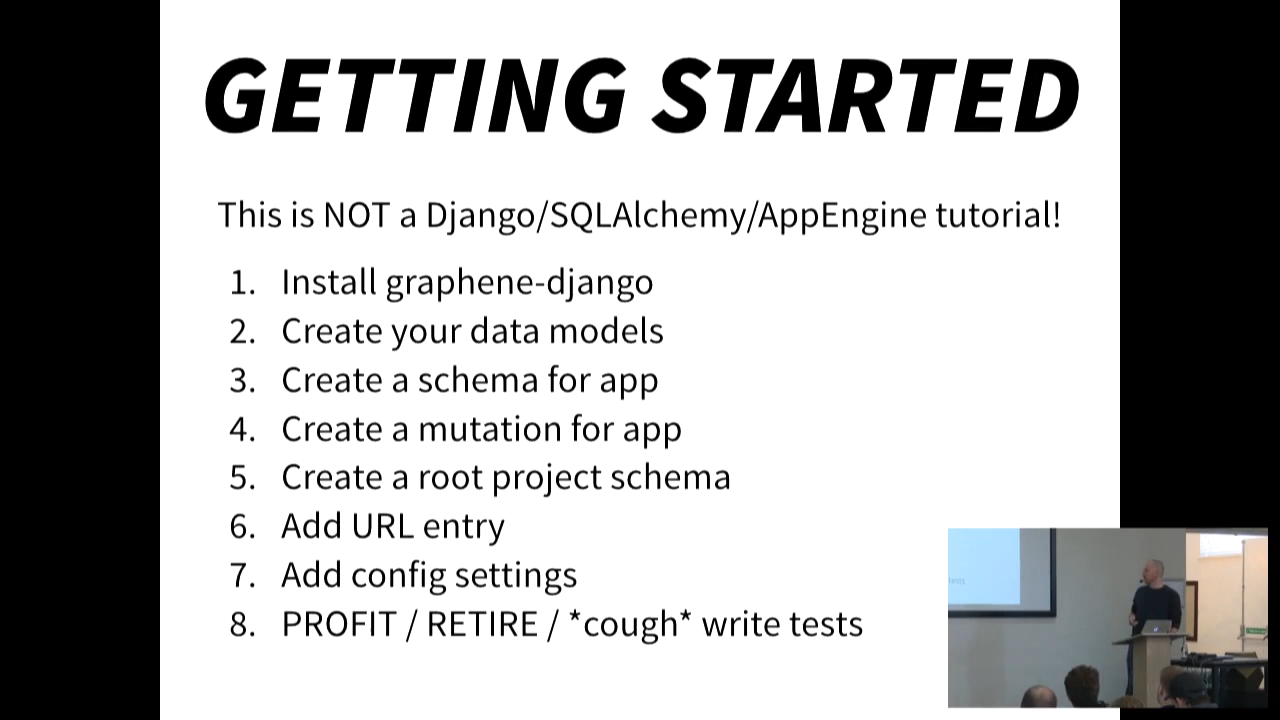 GETTING STARTED
This is NOT a Django/SQLAlchemy/AppEngine tutorial!
1. Install graphene-django
2. Create your data models
3. Create a schema for app
4. Create a mutation for app
5. Create a root project schema
6. Add URL entry
7. Add config settings
8. PROFIT / RETIRE / *cough* write tests